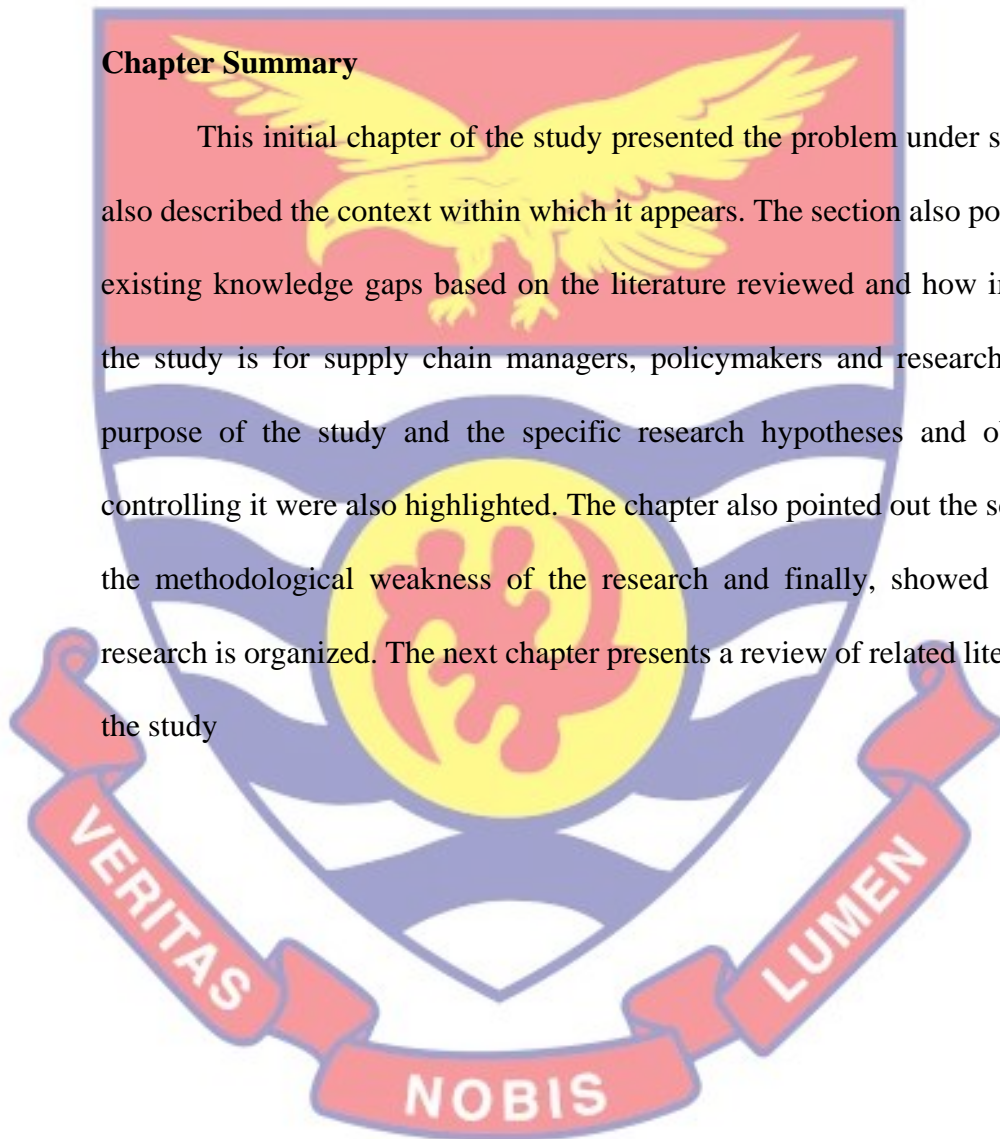 Chapter Summary
This initial chapter of the study presented the problem under s
also described the context within which it appears. The section also po
existing knowledge gaps based on the literature reviewed and how i
the study is for supply chain managers, policymakers and research
purpose of the study and the specific research hypotheses and o
controlling it were also highlighted. The chapter also pointed out the s
the methodological weakness of the research and finally, showed
research is organized. The next chapter presents a review of related lite
the study
VERITAS
NOBIS
LUMEN